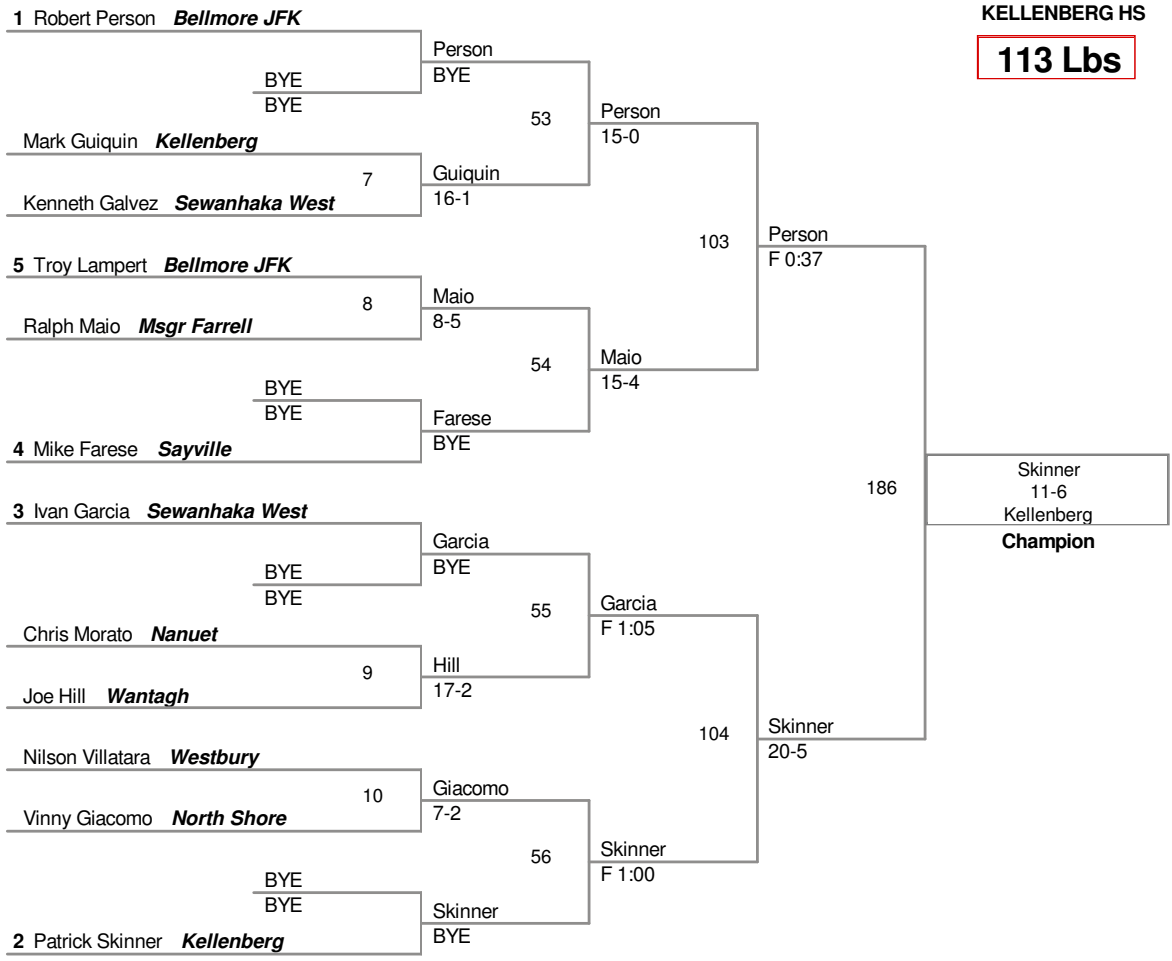 KELLENBERG HS
113 Lbs
1 Robert Person Bellmore JFK
Person
BYE
BYE
BYE
53
Person
15-0
Mark Guiquin Kellenberg
7
Guiquin
16-1
Kenneth Galvez Sewanhaka West
103
Person
F 0:37
5 Troy Lampert Bellmore JFK
8
Maio
8-5
Ralph Maio Msgr Farrell
54
Maio
15-4
BYE
BYE
Farese
BYE
4 Mike Farese Sayville
186
Skinner
11-6
Kellenberg
Champion
3 Ivan Garcia Sewanhaka West
Garcia
BYE
BYE
BYE
55
Garcia
F 1:05
Chris Morato Nanuet
9
Hill
17-2
Joe Hill Wantagh
104
Skinner
20-5
Nilson Villatara Westbury
10
Giacomo
7-2
Vinny Giacomo North Shore
56
Skinner
F 1:00
BYE
BYE
Skinner
BYE
2 Patrick Skinner Kellenberg